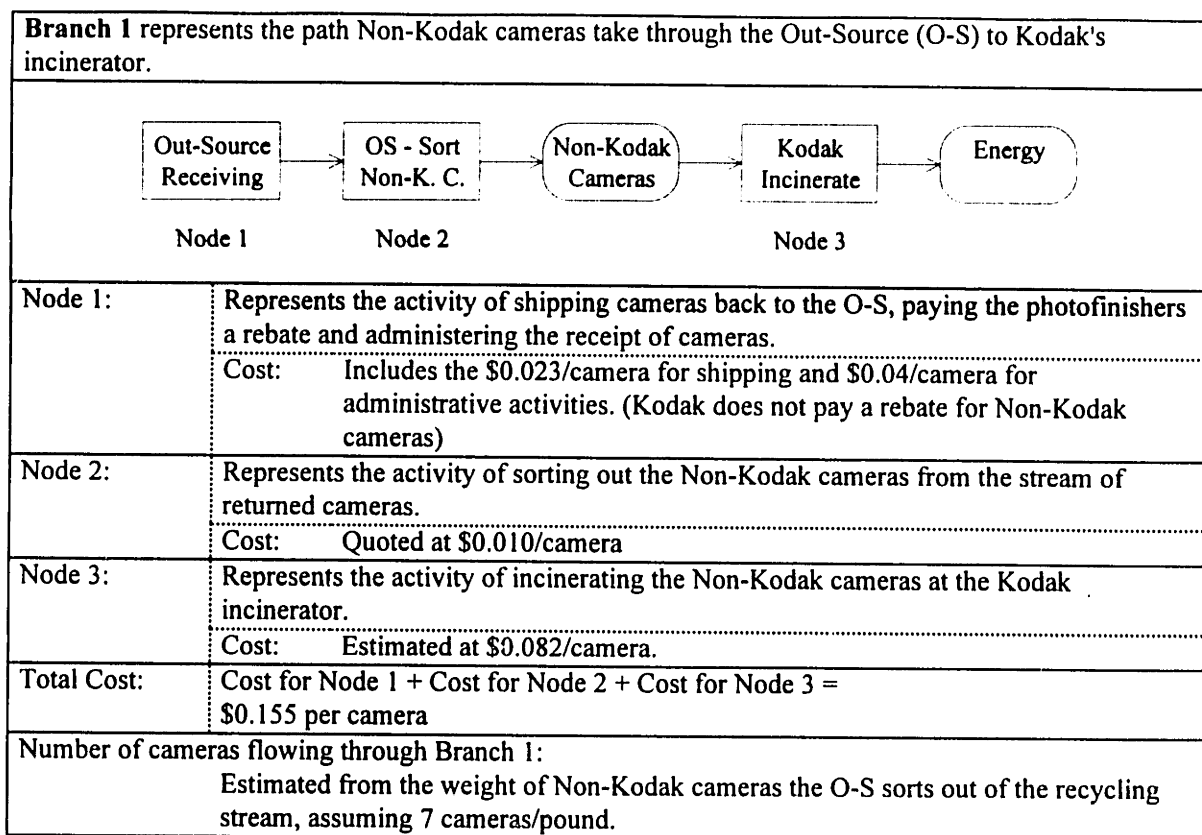 Branch 1 represents the path Non-Kodak cameras take through the Out-Source (O-S) to Kodak's
incinerator.
Out-Source
Receiving
OS - Sort
Non-K. C.
Non-Kodak
Cameras
Kodak
Incinerate
Energy
Node 1
Node 2
Node 3
Node 1:
Represents the activity of shipping cameras back to the O-S, paying the photofinishers
a rebate and administering the receipt of cameras.
Cost: Includes the $0.023/camera for shipping and $0.04/camera for
administrative activities. (Kodak does not pay a rebate for Non-Kodak
cameras)
Node 2:
Represents the activity of sorting out the Non-Kodak cameras from the stream of
returned cameras.
Cost: Quoted at $0.010/camera
Node 3:
Represents the activity of incinerating the Non-Kodak cameras at the Kodak
incinerator.
Cost: Estimated at $0.082/camera.
Total Cost:
Cost for Node 1 + Cost for Node 2 + Cost for Node 3 =
$0.155 per camera
Number of cameras flowing through Branch 1:
Estimated from the weight of Non-Kodak cameras the O-S sorts out of the recycling
stream, assuming 7 cameras/pound.